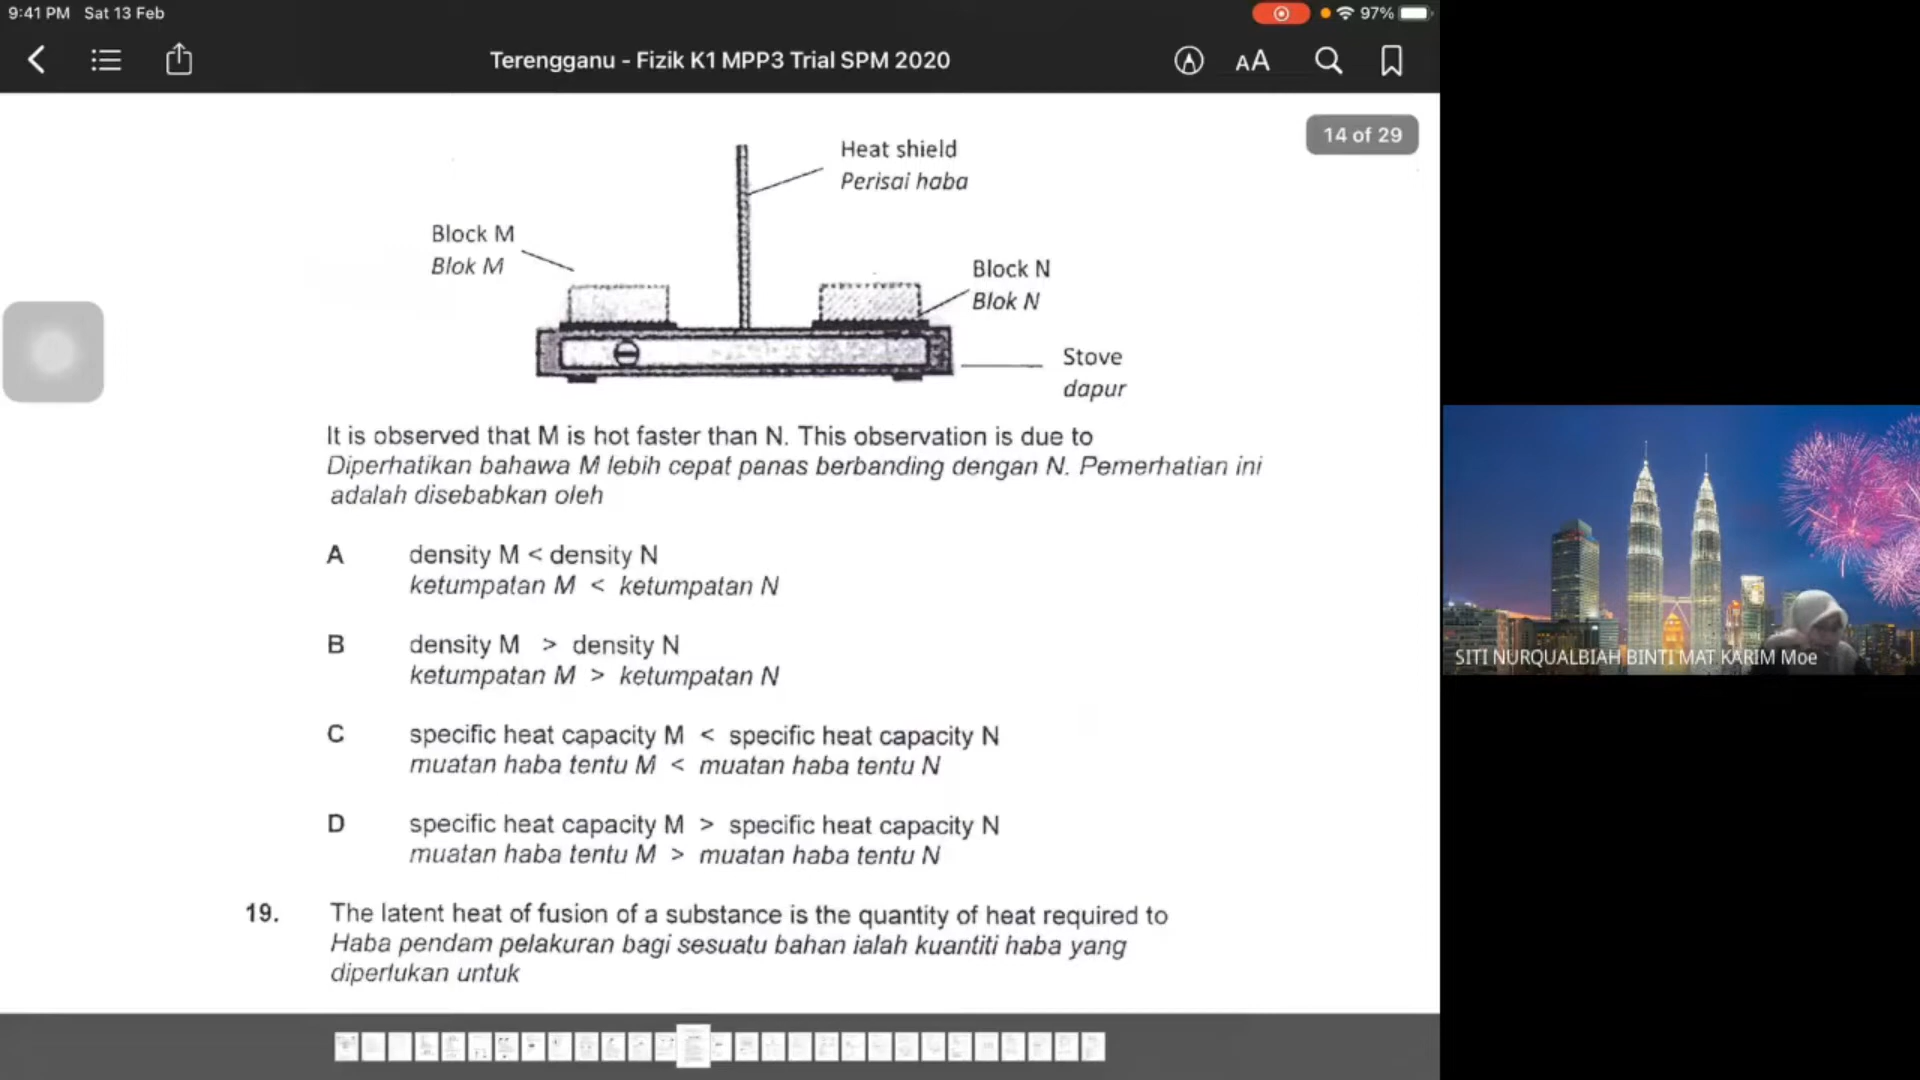 9:41 PM Sat 13 Feb
97%
Terengganu - Fizik K1 MPP3 Trial SPM 2020
AA
14 of 29
Heat shield
Perisai haba
Block M
Blok M
Block N
Blok N
Stove
dapur
It is observed that M is hot faster than N. This observation is due to
Diperhatikan bahawa M lebih cepat panas berbanding dengan N. Pemerhatian ini
adalah disebabkan oleh
A density M < density N
ketumpatan M < ketumpatan N
B density M > density N
ketumpatan M > ketumpatan N
C specific heat capacity M < specific heat capacity N
muatan haba tentu M < muatan haba tentu N
D specific heat capacity M > specific heat capacity N
muatan haba tentu M > muatan haba tentu N
19. The latent heat of fusion of a substance is the quantity of heat required to
Haba pendam pelakuran bagi sesuatu bahan ialah kuantiti haba yang
diperlukan untuk
SITI NURQUALBIAH BINTI MAT KARIM Moe